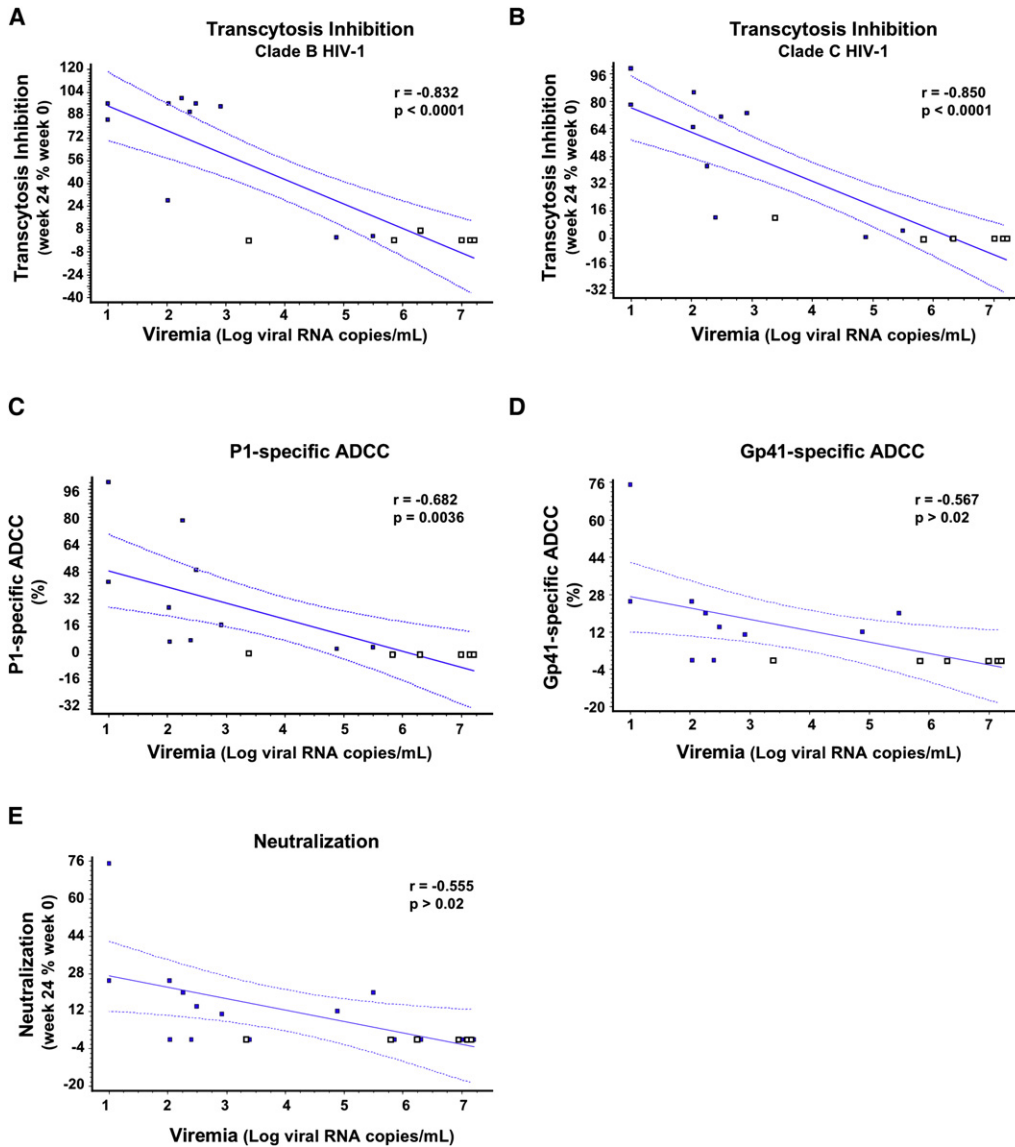 A
Transcytosis Inhibition
Clade B HIV-1
r = -0.832
p < 0.0001
Transcytosis Inhibition
(week 24 % week 0)
120
104
88
72
56
40
24
8
-8
-24
-40
1 2 3 4 5 6 7
Viremia (Log viral RNA copies/mL)
B
Transcytosis Inhibition
Clade C HIV-1
r = -0.850
p < 0.0001
Transcytosis Inhibition
(week 24 % week 0)
96
80
64
48
32
16
0
-16
-32
1 2 3 4 5 6 7
Viremia (Log viral RNA copies/mL)
C
P1-specific ADCC
r = -0.682
p = 0.0036
P1-specific ADCC
(%)
96
80
64
48
32
16
0
-16
-32
1 2 3 4 5 6 7
Viremia (Log viral RNA copies/mL)
D
Gp41-specific ADCC
r = -0.567
p > 0.02
Gp41-specific ADCC
(%)
76
60
44
28
12
-4
-20
1 2 3 4 5 6 7
Viremia (Log viral RNA copies/mL)
E
Neutralization
r = -0.555
p > 0.02
Neutralization
(week 24 % week 0)
76
60
44
28
12
-4
-20
1 2 3 4 5 6 7
Viremia (Log viral RNA copies/mL)